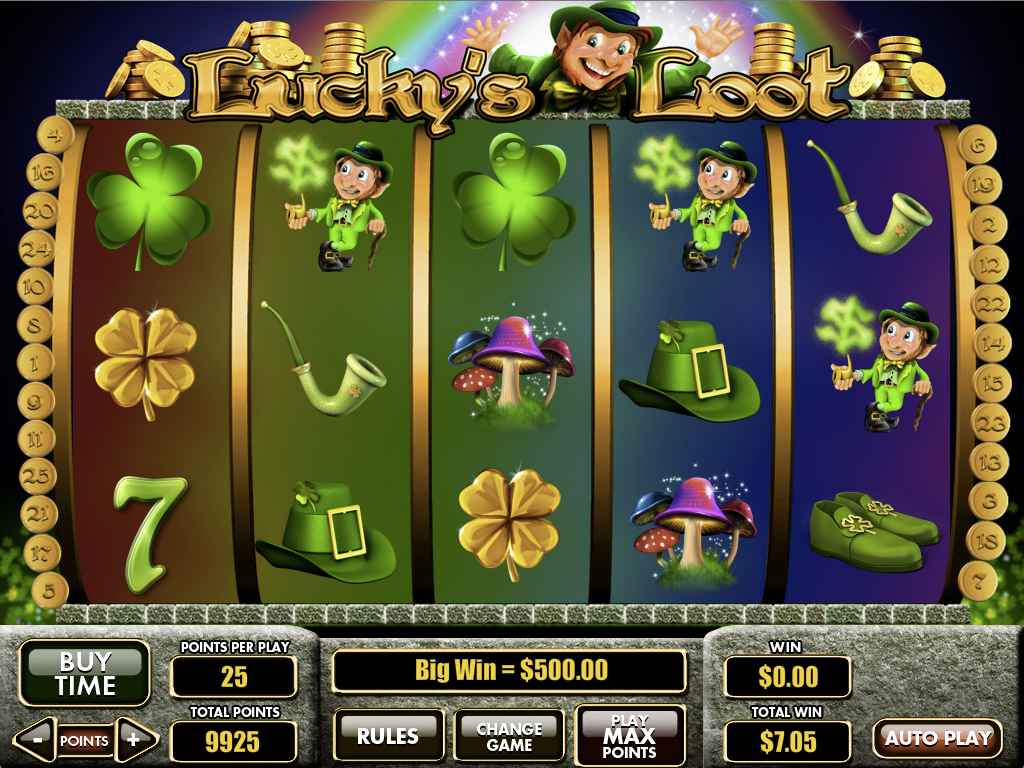 Lucky's Loot
4
16
20
24
10
8
1
9
11
25
21
17
5
6
19
2
12
22
14
15
23
13
3
18
7
7
BUY
TIME
POINTS PER PLAY
25
Big Win = $500.00
WIN
$0.00
- POINTS +
TOTAL POINTS
9925
RULES
CHANGE
GAME
PLAY
MAX
POINTS
TOTAL WIN
$7.05
AUTO PLAY